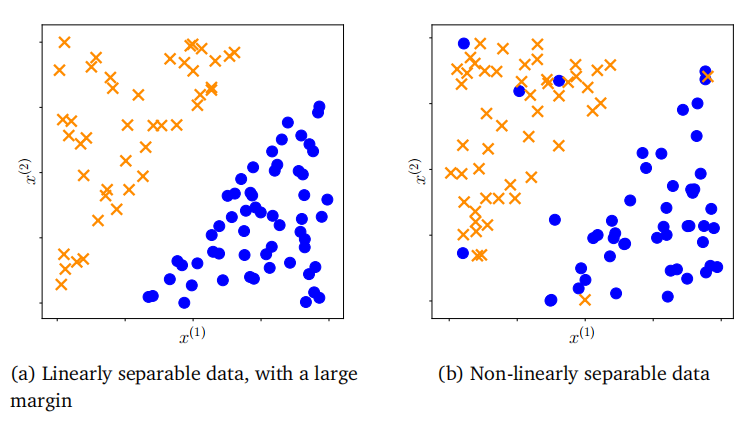 x(2)
x(1)
(a) Linearly separable data, with a large
margin
x(2)
x(1)
(b) Non-linearly separable data